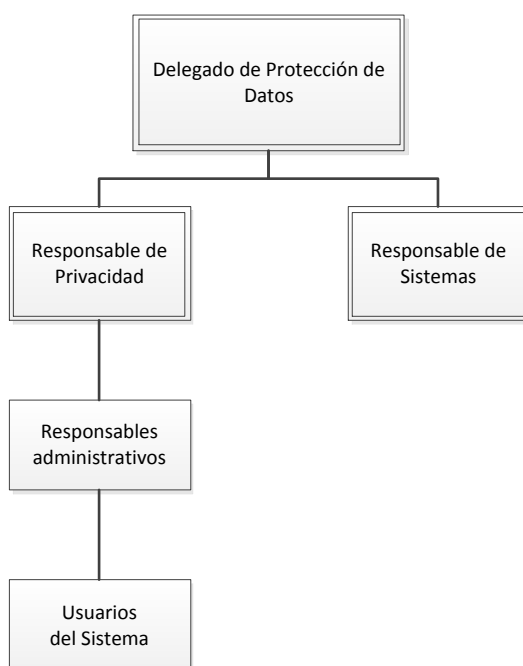 Delegado de Protección de
Datos
Responsable de
Privacidad
Responsable de
Sistemas
Responsables
administrativos
Usuarios
del Sistema